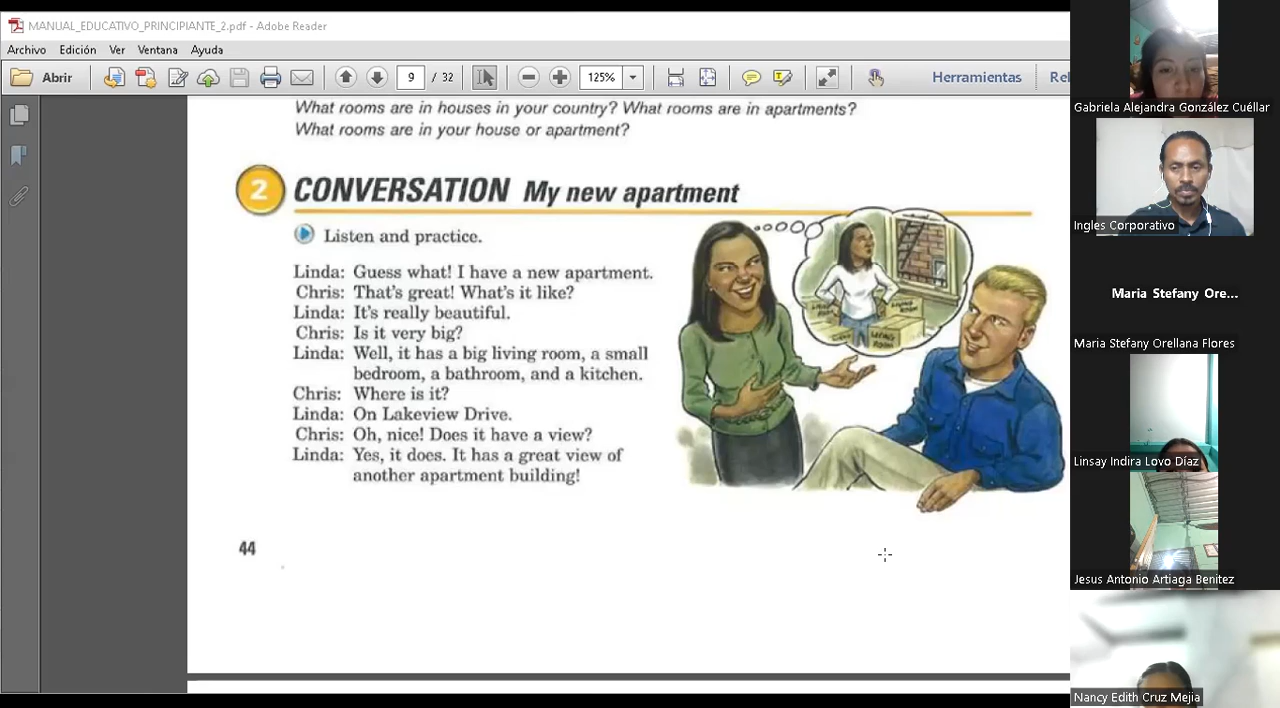 MANUAL_EDUCATIVO_PRINCIPIANTE_2.pdf - Adobe Reader
Archivo Edición Ver Ventana Ayuda
Abrir 9 / 32 125% Herramientas Rel
What rooms are in houses in your country? What rooms are in apartments?
What rooms are in your house or apartment?
2 CONVERSATION My new apartment
Listen and practice.
Linda: Guess what! I have a new apartment.
Chris: That's great! What's it like?
Linda: It's really beautiful.
Chris: Is it very big?
Linda: Well, it has a big living room, a small
bedroom, a bathroom, and a kitchen.
Chris: Where is it?
Linda: On Lakeview Drive.
Chris: Oh, nice! Does it have a view?
Linda: Yes, it does. It has a great view of
another apartment building!
44
Gabriela Alejandra González Cuéllar
Ingles Corporativo
Maria Stefany Ore...
Maria Stefany Orellana Flores
Linsay Indira Lovo Díaz
Jesus Antonio Artiaga Benitez
Nancy Edith Cruz Mejia